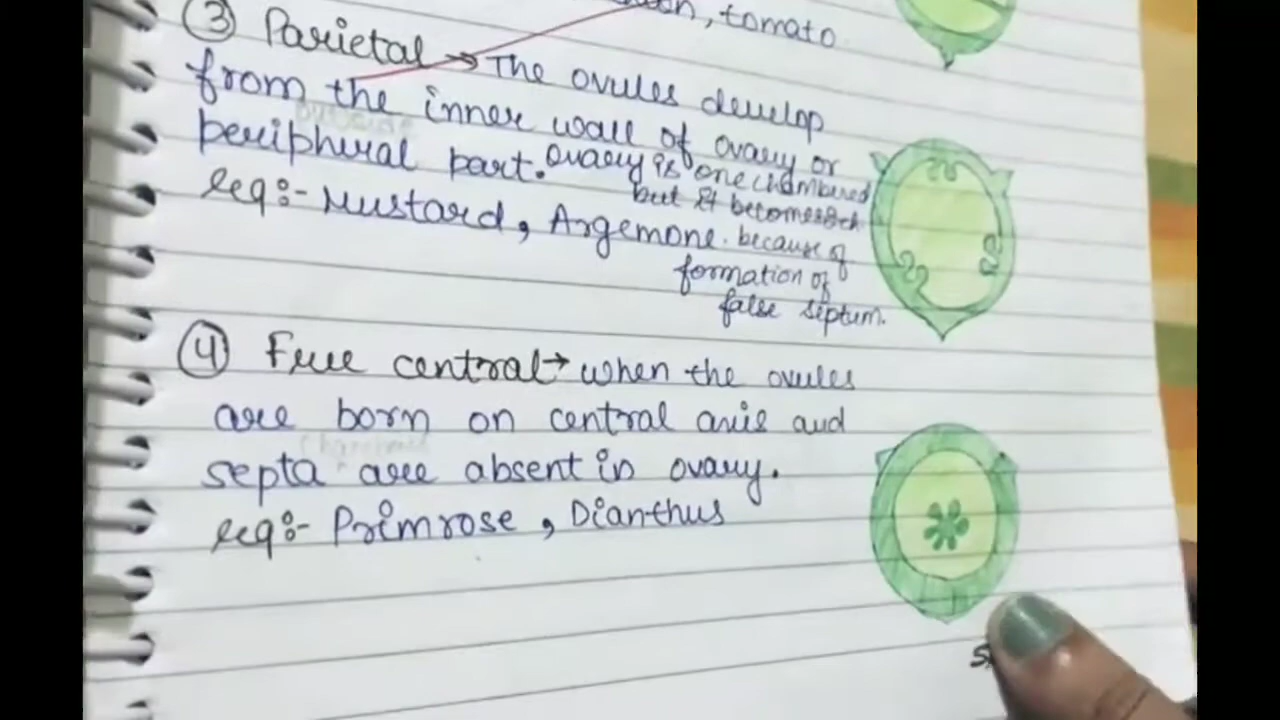 , tomato
③ Parietal → The ovules develop
from the inner wall of ovary or
peripheral part. Ovary is one chambered
but it becomes 2ch
eg:- Mustard, Argemone. because of
formation of
false septum.
④ Free central → when the ovules
are born on central axis and
septa are absent in ovary.
eg:- Primrose, Dianthus